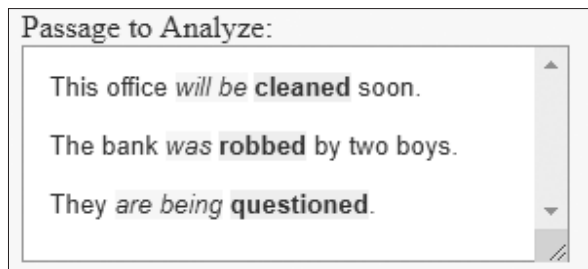 Passage to Analyze:
This office will be cleaned soon.
The bank was robbed by two boys.
They are being questioned.